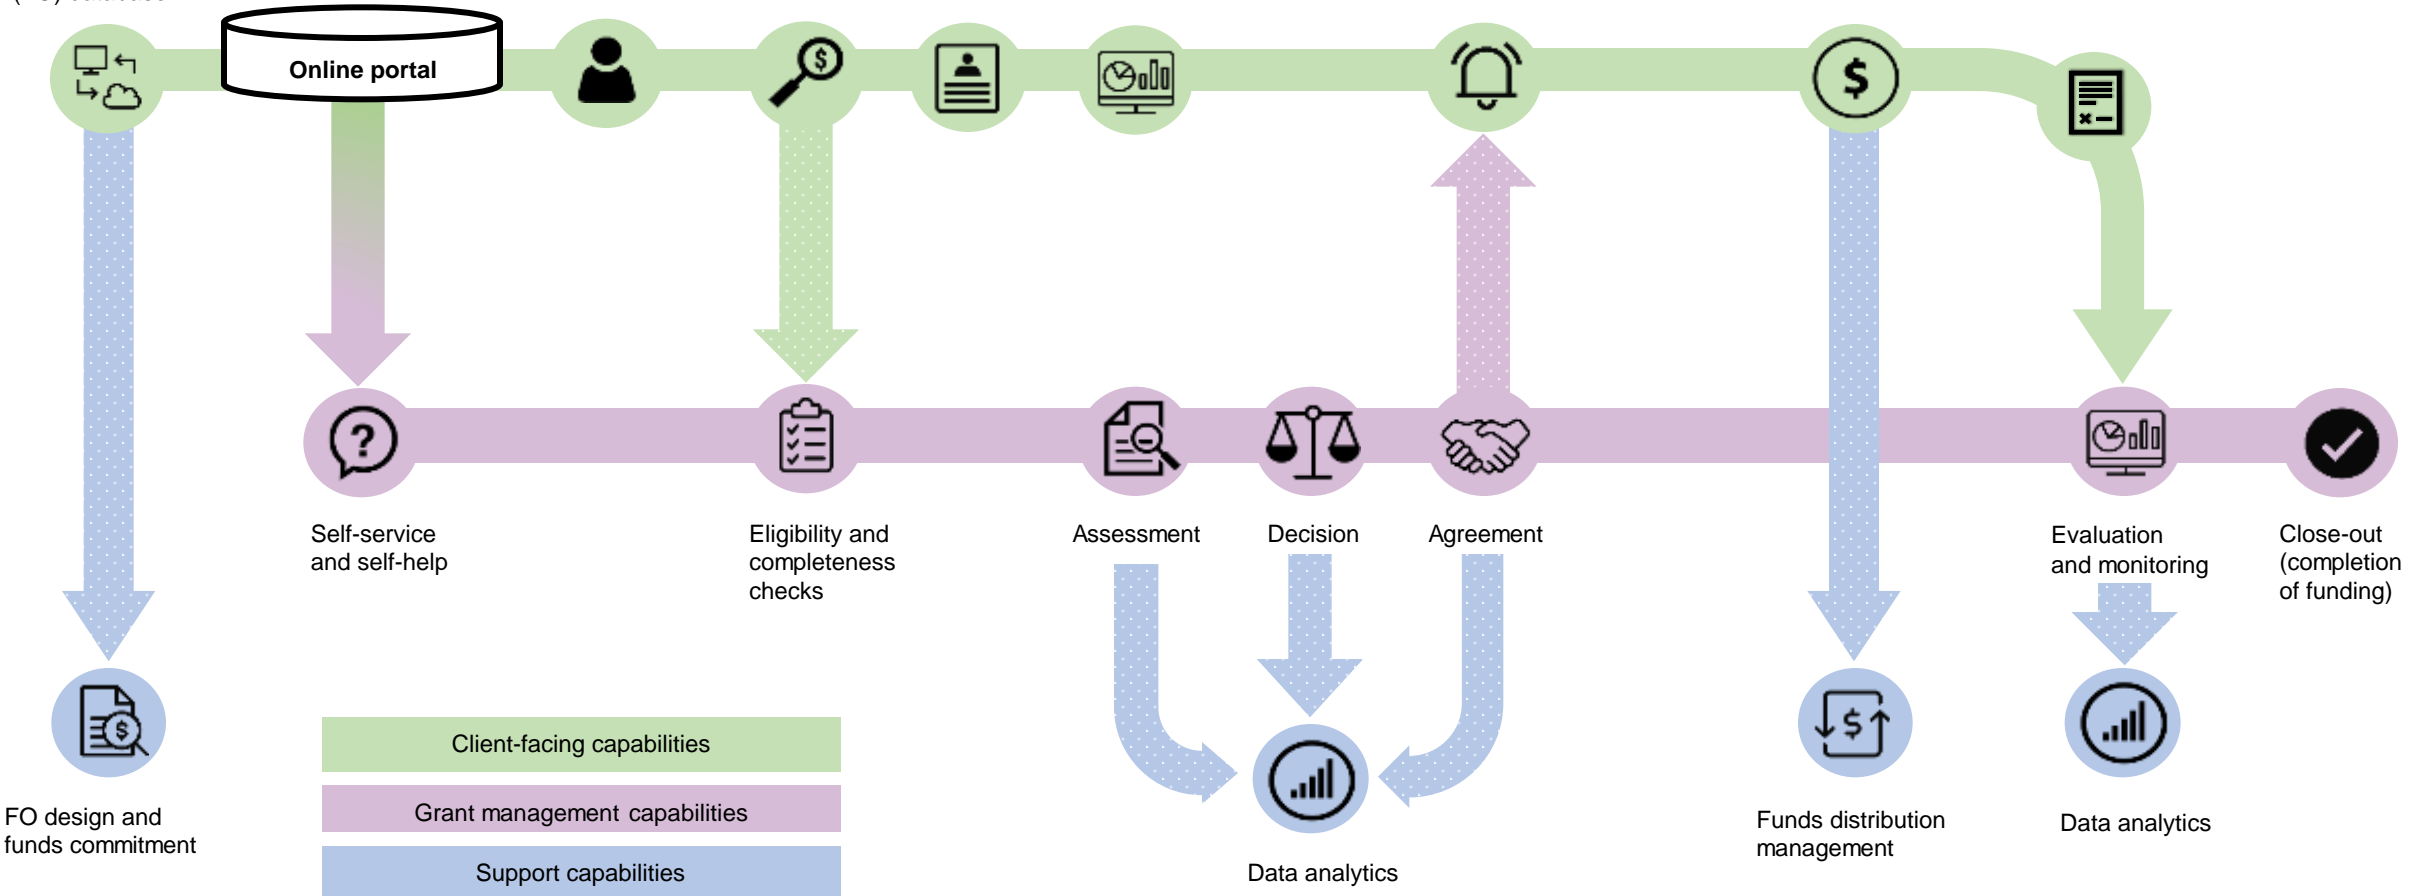 Online portal
Self-service
and self-help
Eligibility and
completeness
checks
Assessment
Decision
Agreement
Evaluation
and monitoring
Close-out
(completion
of funding)
Client-facing capabilities
Grant management capabilities
Support capabilities
FO design and
funds commitment
Data analytics
Funds distribution
management
Data analytics